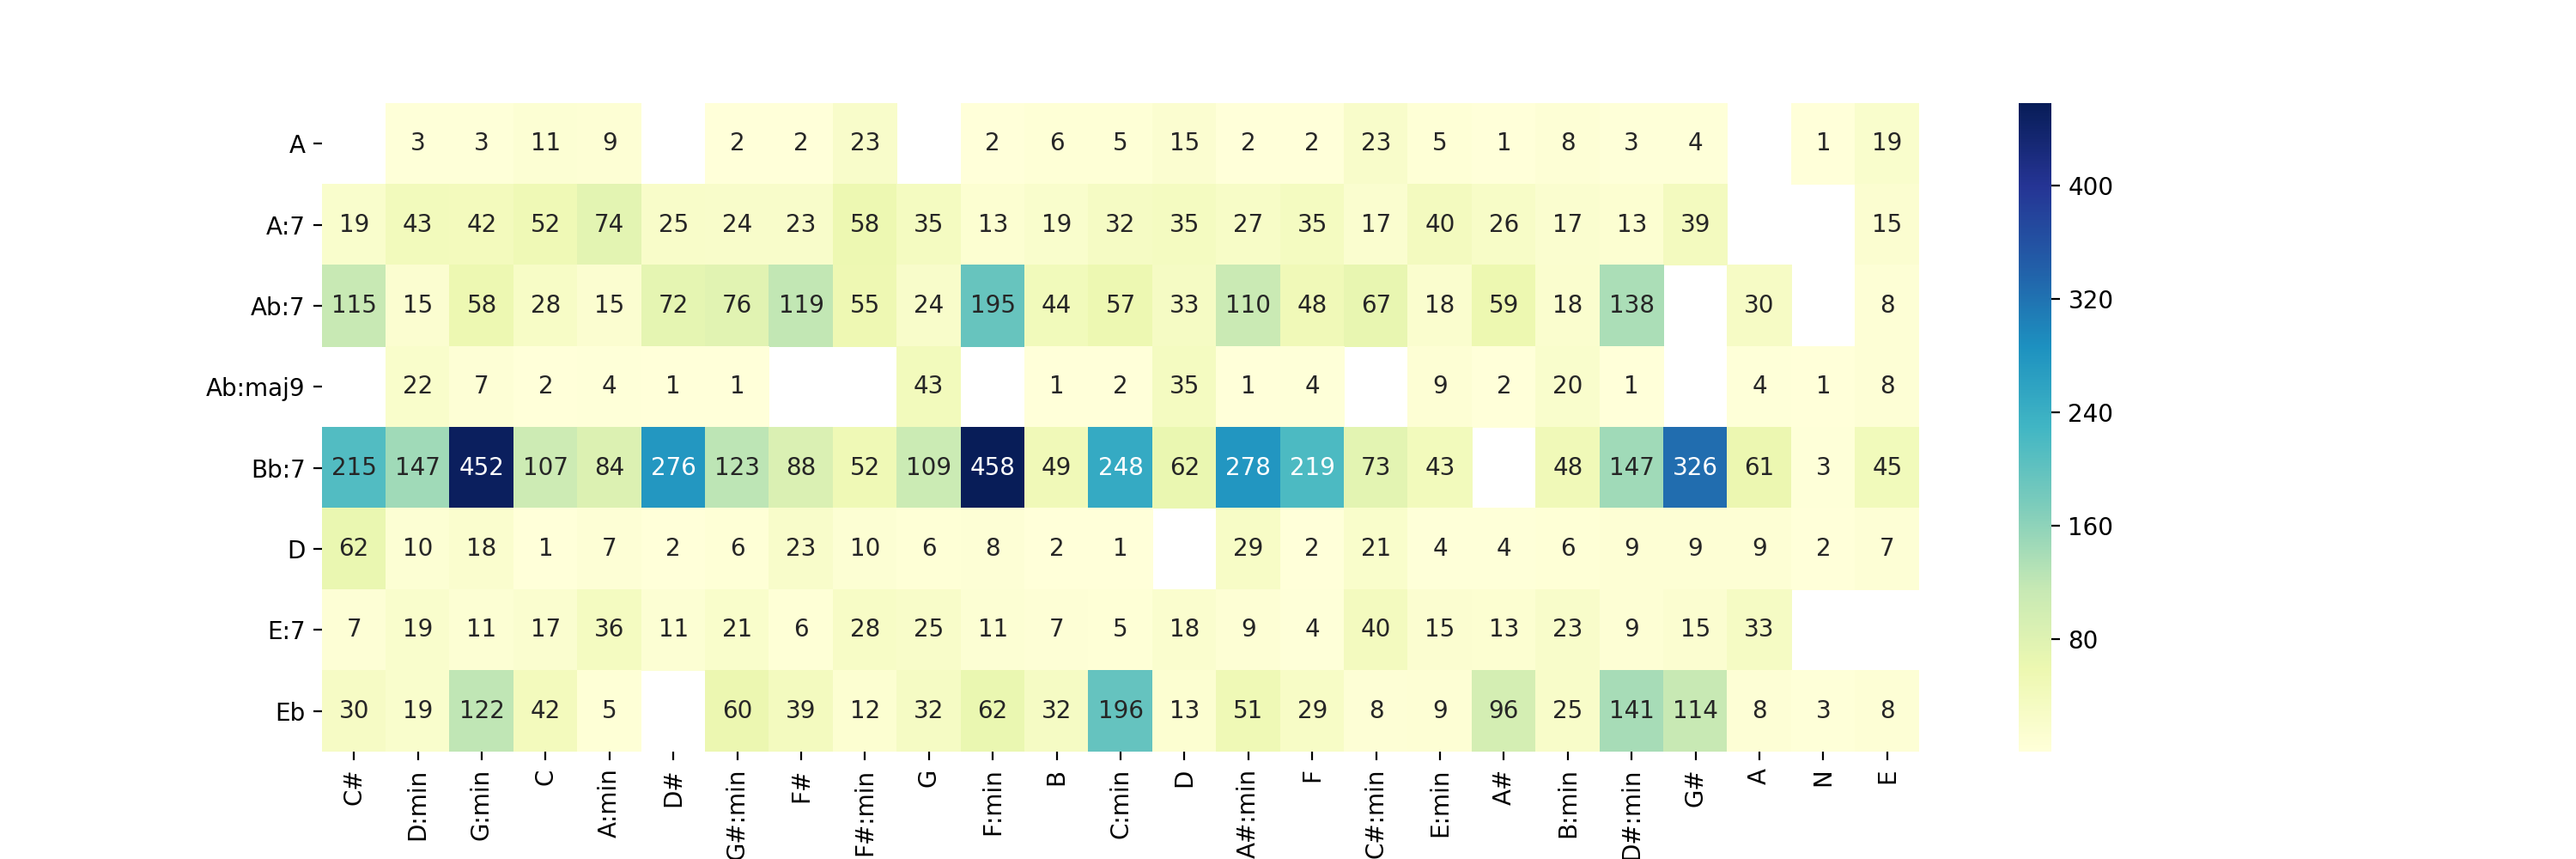 A 3 3 11 9 2 2 23 2 6 5 15 2 2 23 5 1 8 3 4 1 19
400
A:7 19 43 42 52 74 25 24 23 58 35 13 19 32 35 27 35 17 40 26 17 13 39 15
Ab:7 115 15 58 28 15 72 76 119 55 24 195 44 57 33 110 48 67 18 59 18 138 30 8
320
Ab:maj9 22 7 2 4 1 1 43 1 2 35 1 4 9 2 20 1 4 1 8
240
Bb:7 215 147 452 107 84 276 123 88 52 109 458 49 248 62 278 219 73 43 48 147 326 61 3 45
160
D 62 10 18 1 7 2 6 23 10 6 8 2 1 29 2 21 4 4 6 9 9 9 2 7
E:7 7 19 11 17 36 11 21 6 28 25 11 7 5 18 9 4 40 15 13 23 9 15 33
80
Eb 30 19 122 42 5 60 39 12 32 62 32 196 13 51 29 8 9 96 25 141 114 8 3 8
C# D:min G:min C A:min D# G#:min F# F#:min G F:min B C:min D A#:min F C#:min E:min A# B:min D#:min G# A N E